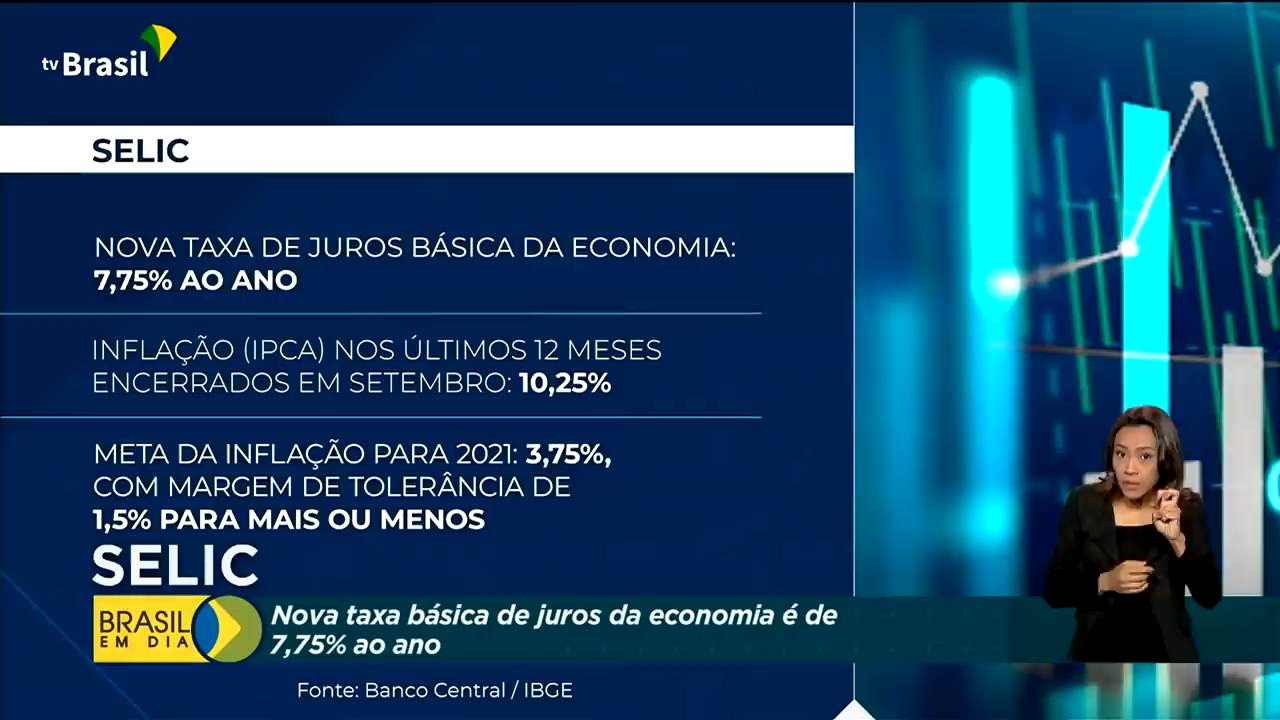 tv Brasil
SELIC
NOVA TAXA DE JUROS BÁSICA DA ECONOMIA:
7,75% AO ANO
INFLAÇÃO (IPCA) NOS ÚLTIMOS 12 MESES
ENCERRADOS EM SETEMBRO: 10,25%
META DA INFLAÇÃO PARA 2021: 3,75%,
COM MARGEM DE TOLERÂNCIA DE
1,5% PARA MAIS OU MENOS
SELIC
BRASIL
EM DIA
Nova taxa básica de juros da economia é de
7,75% ao ano
Fonte: Banco Central / IBGE